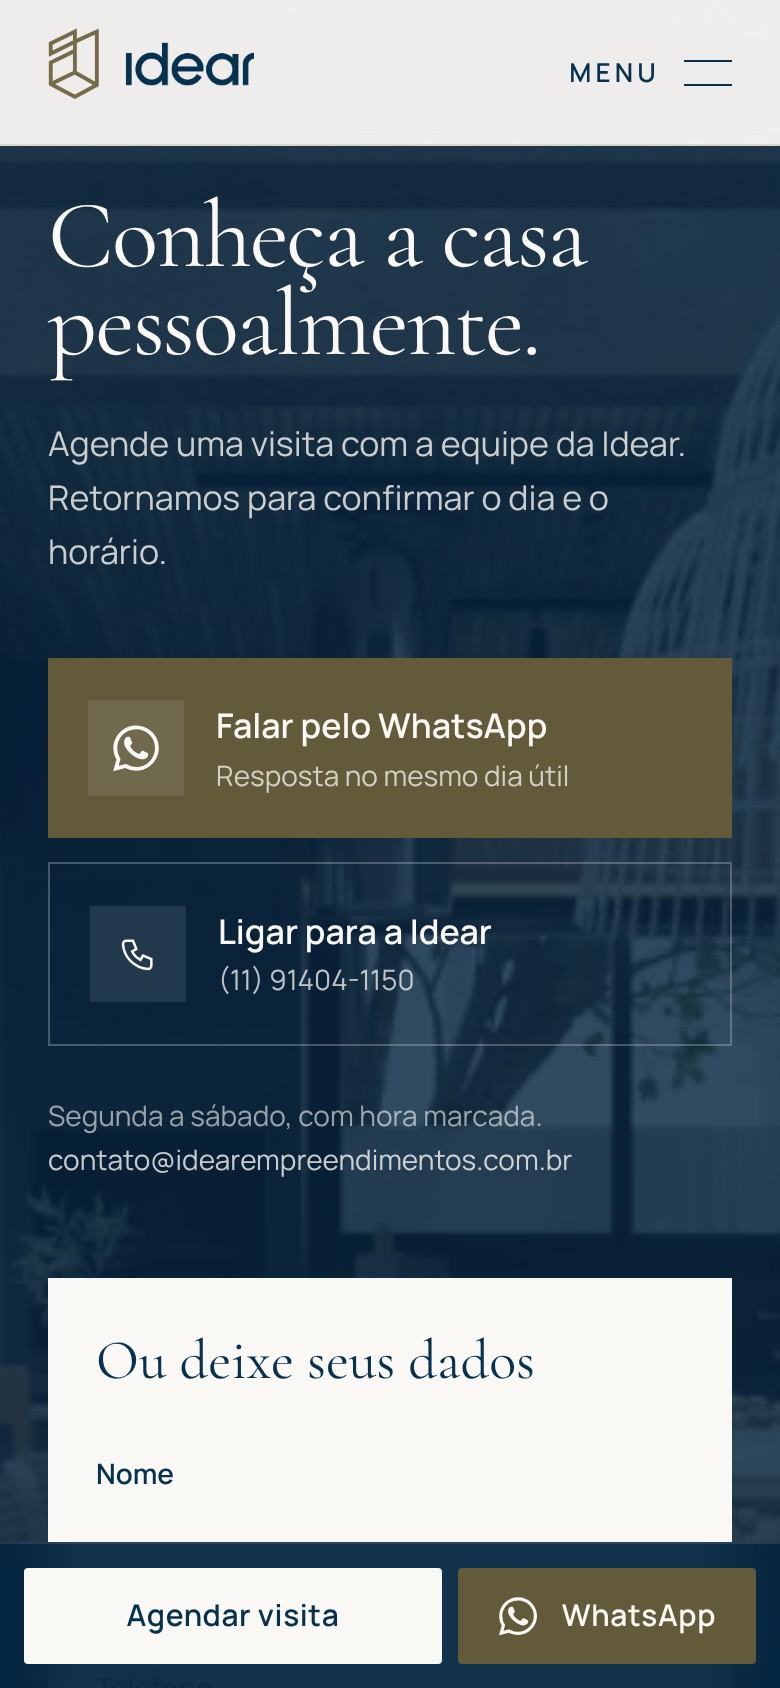 ıdear
MENU
Conheça a casa
pessoalmente.
Agende uma visita com a equipe da Idear.
Retornamos para confirmar o dia e o
horário.
Falar pelo WhatsApp
Resposta no mesmo dia útil
Ligar para a Idear
(11) 91404-1150
Segunda a sábado, com hora marcada.
contato@idearempreendimentos.com.br
Ou deixe seus dados
Nome
Agendar visita
WhatsApp
Telefone